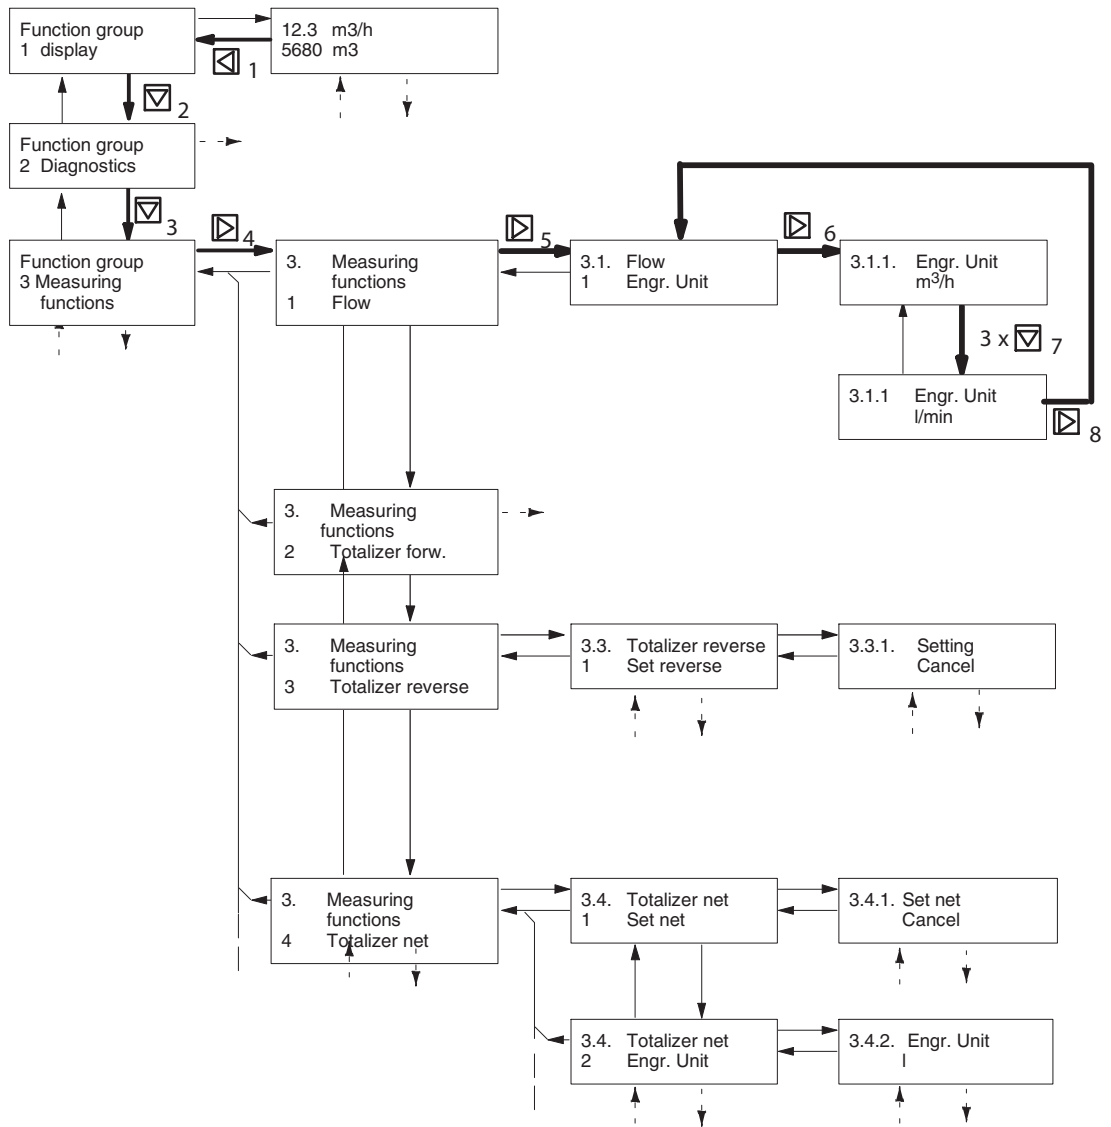 Function group
1 display
12.3 m3/h
5680 m3
1
2
Function group
2 Diagnostics
3
4
5
6
Function group
3 Measuring
functions
3. Measuring
functions
1 Flow
3.1. Flow
1 Engr. Unit
3.1.1. Engr. Unit
m3/h
3 x 7
3.1.1 Engr. Unit
l/min
8
3. Measuring
functions
2 Totalizer forw.
3. Measuring
functions
3 Totalizer reverse
3.3. Totalizer reverse
1 Set reverse
3.3.1. Setting
Cancel
3. Measuring
functions
4 Totalizer net
3.4. Totalizer net
1 Set net
3.4.1. Set net
Cancel
3.4. Totalizer net
2 Engr. Unit
3.4.2. Engr. Unit
l